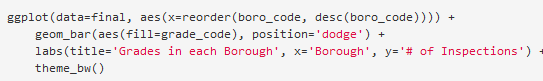 ggplot(data=final, aes(x=reorder(boro_code, desc(boro_code)))) +
geom_bar(aes(fill=grade_code), position='dodge') +
labs(title='Grades in each Borough', x='Borough', y='# of Inspections') +
theme_bw()